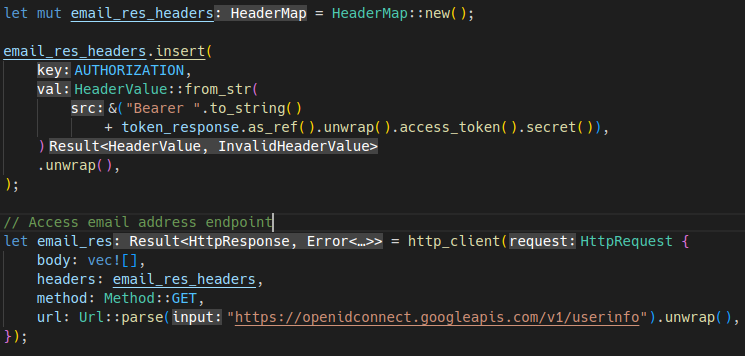 let mut email_res_headers: HeaderMap = HeaderMap::new();
email_res_headers.insert(
key: AUTHORIZATION,
val: HeaderValue::from_str(
src: &("Bearer ".to_string()
+ token_response.as_ref().unwrap().access_token().secret()),
) Result<HeaderValue, InvalidHeaderValue>
.unwrap(),
);
// Access email address endpoint
let email_res: Result<HttpResponse, Error<…>> = http_client(request: HttpRequest {
body: vec![],
headers: email_res_headers,
method: Method::GET,
url: Url::parse(input: "https://openidconnect.googleapis.com/v1/userinfo").unwrap(),
});